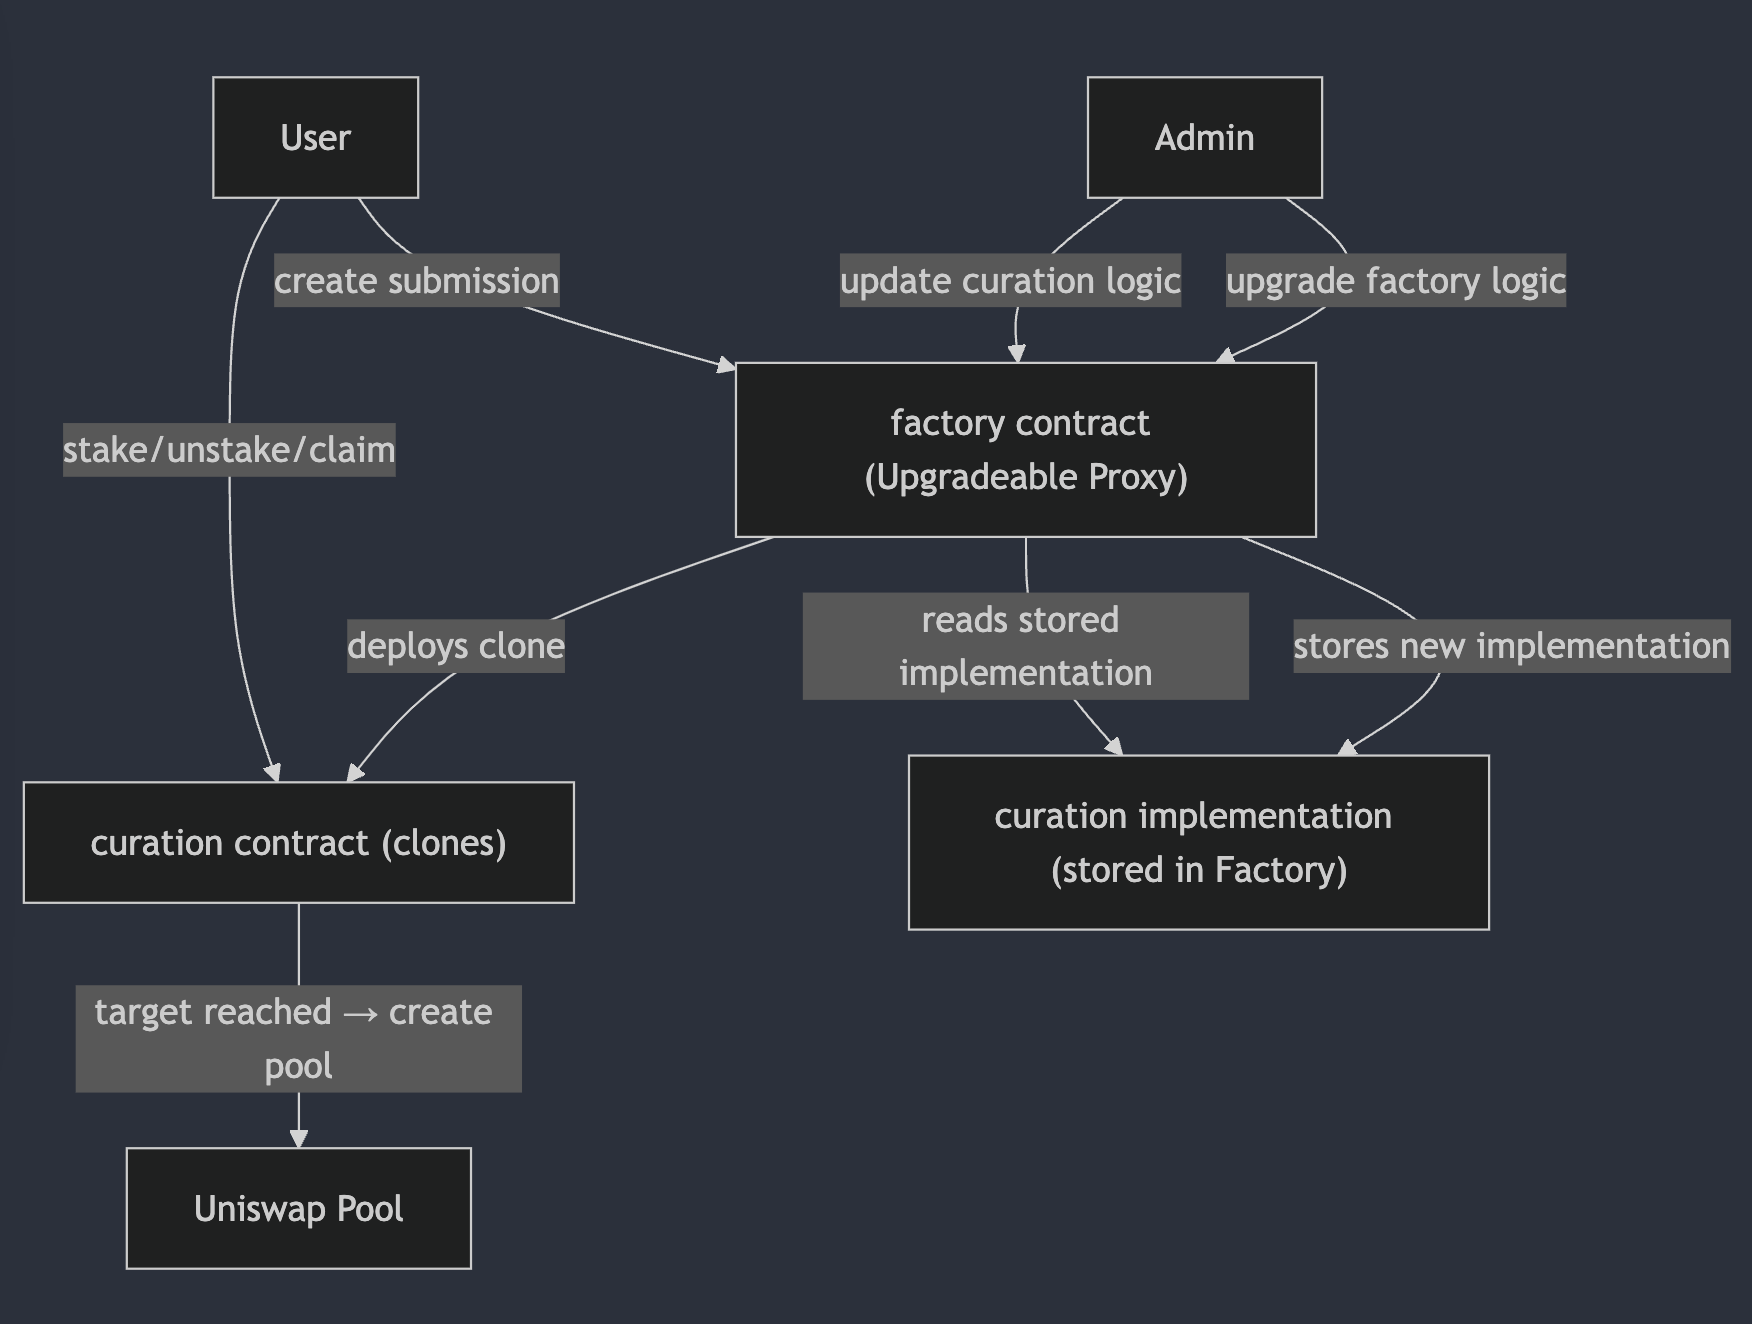 User
Admin
create submission
update curation logic
upgrade factory logic
factory contract
(Upgradeable Proxy)
stake/unstake/claim
deploys clone
reads stored
implementation
stores new implementation
curation contract (clones)
curation implementation
(stored in Factory)
target reached → create
pool
Uniswap Pool